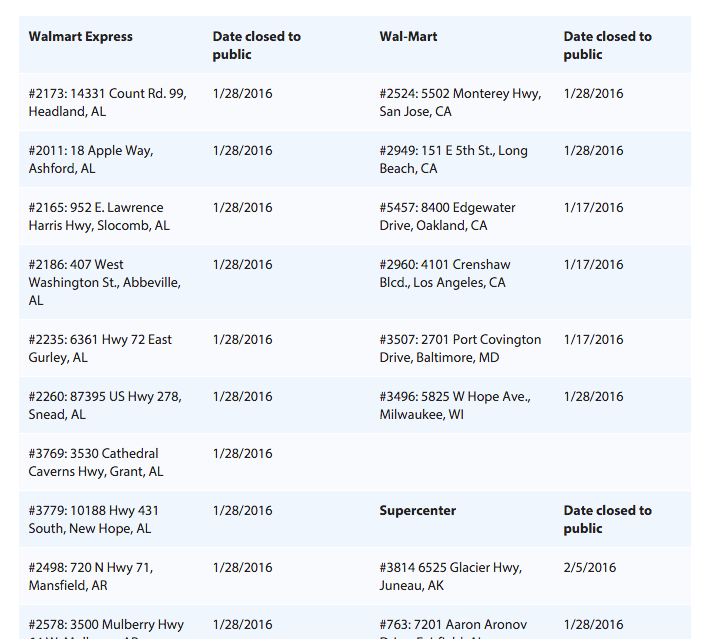 Walmart Express
Date closed to
public
Wal-Mart
Date closed to
public
#2173: 14331 Count Rd. 99,
Headland, AL
1/28/2016
#2524: 5502 Monterey Hwy,
San Jose, CA
1/28/2016
#2011: 18 Apple Way,
Ashford, AL
1/28/2016
#2949: 151 E 5th St., Long
Beach, CA
1/28/2016
#2165: 952 E. Lawrence
Harris Hwy, Slocomb, AL
1/28/2016
#5457: 8400 Edgewater
Drive, Oakland, CA
1/17/2016
#2186: 407 West
Washington St., Abbeville,
AL
1/28/2016
#2960: 4101 Crenshaw
Blcd., Los Angeles, CA
1/17/2016
#2235: 6361 Hwy 72 East
Gurley, AL
1/28/2016
#3507: 2701 Port Covington
Drive, Baltimore, MD
1/17/2016
#2260: 87395 US Hwy 278,
Snead, AL
1/28/2016
#3496: 5825 W Hope Ave.,
Milwaukee, WI
1/28/2016
#3769: 3530 Cathedral
Caverns Hwy, Grant, AL
1/28/2016
#3779: 10188 Hwy 431
South, New Hope, AL
1/28/2016
Supercenter
Date closed to
public
#2498: 720 N Hwy 71,
Mansfield, AR
1/28/2016
#3814 6525 Glacier Hwy,
Juneau, AK
2/5/2016
#2578: 3500 Mulberry Hwy
1/28/2016
#763: 7201 Aaron Aronov
1/28/2016